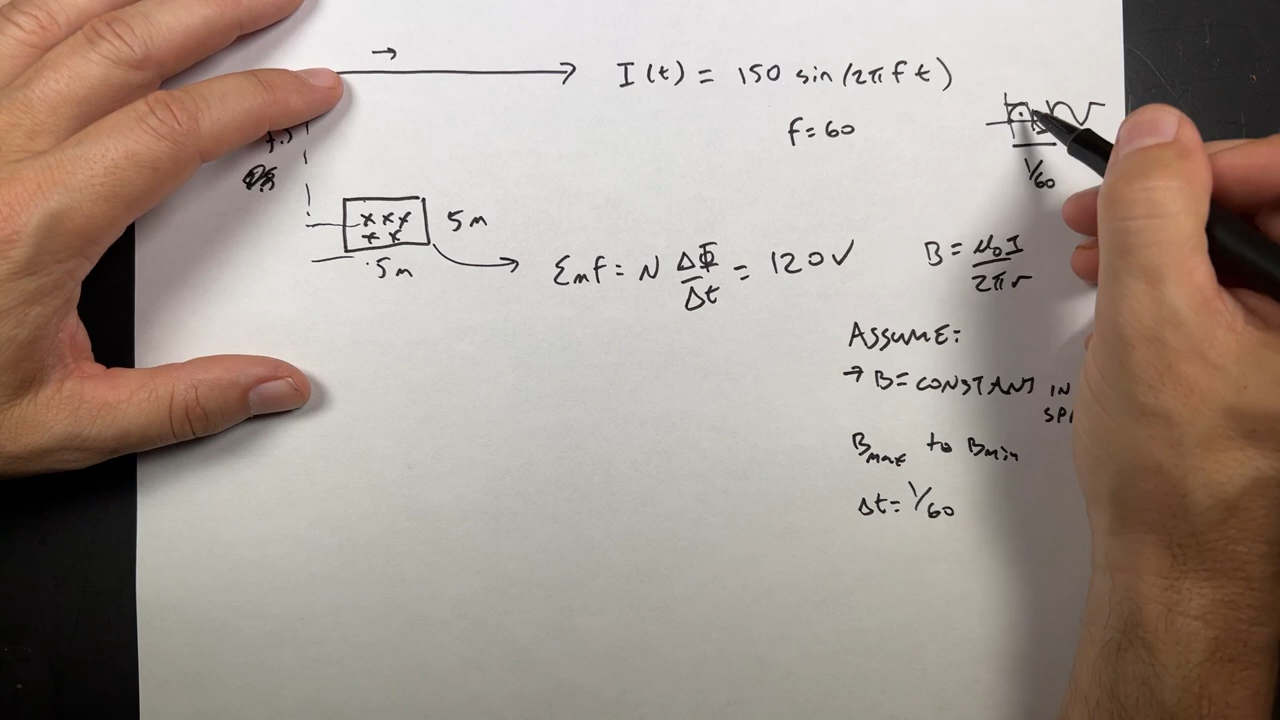 →
I(t) = 150 sin(2πft)
f=60
1/60
x x x
x x
5m
.5m
Emf = N ΔΦ/Δt = 120V
B = μ₀I/2πr
ASSUME:
→ B = CONSTANT IN
Bmax to Bmin
Δt = 1/60